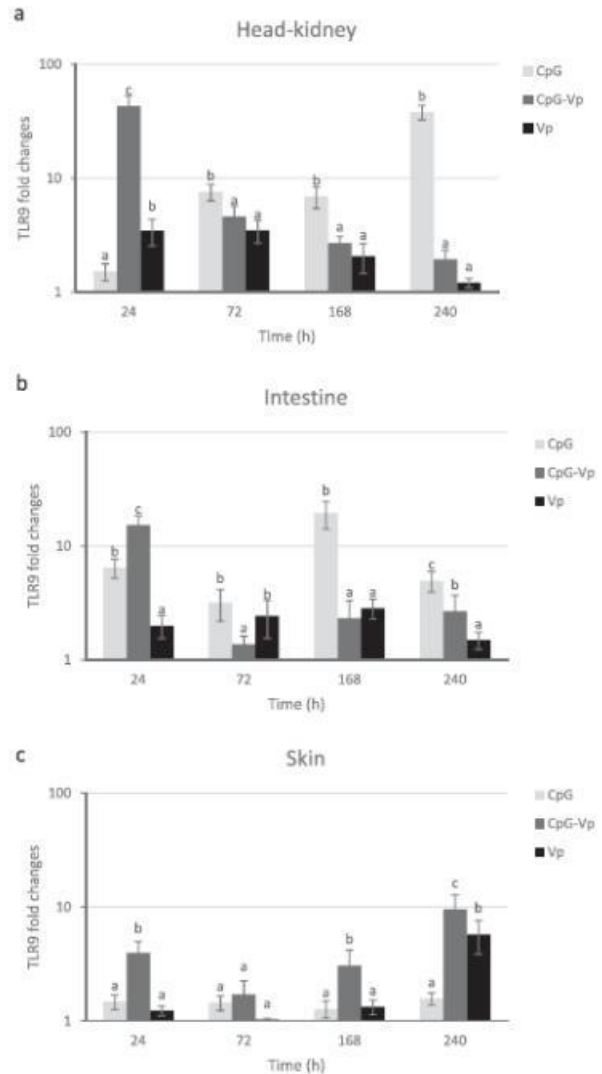 a
Head-kidney
100
10
1
TLR9 fold changes
a c b
b a a
b a a
b a a
24 72 168 240
Time (h)
CpG
CpG-Vp
Vp
b
Intestine
100
10
1
TLR9 fold changes
b c a
b a b
b a a
c b a
24 72 168 240
Time (h)
CpG
CpG-Vp
Vp
c
Skin
100
10
1
TLR9 fold changes
a b a
a a a
a b a
a c b
24 72 168 240
Time (h)
CpG
CpG-Vp
Vp